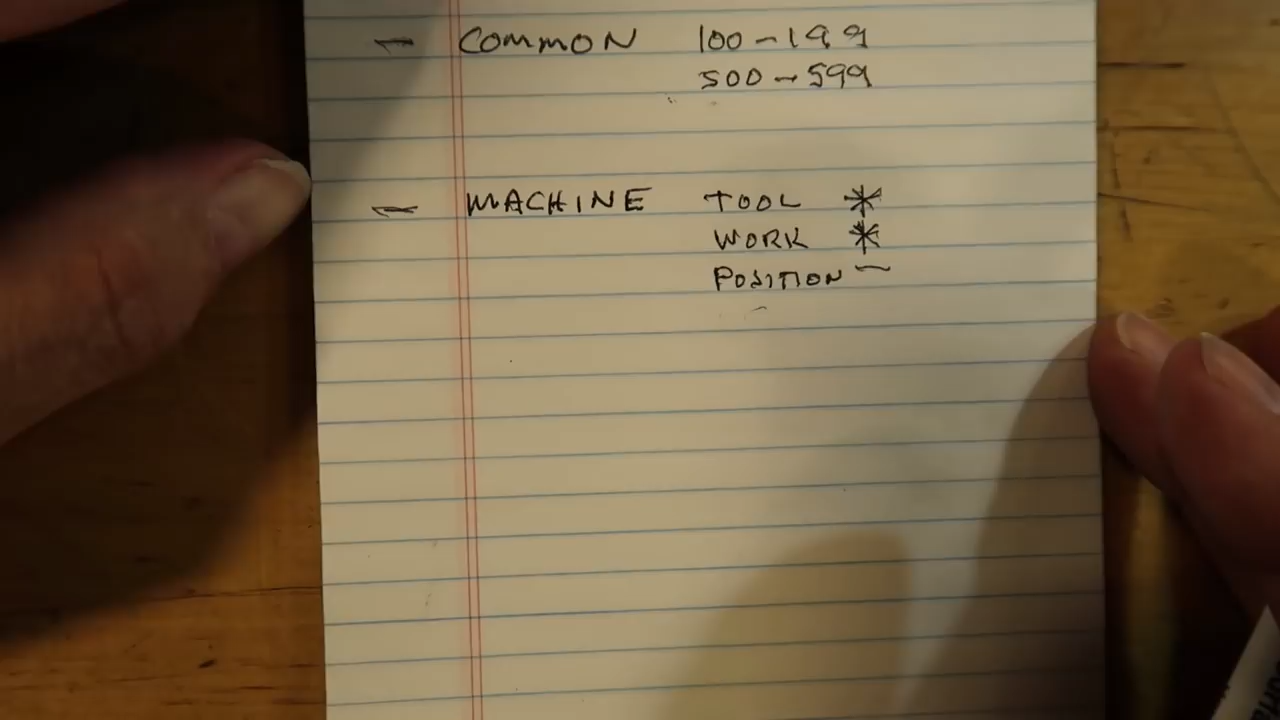 - COMMON 100-199
500-599
- MACHINE TOOL *
WORK *
POSITION -